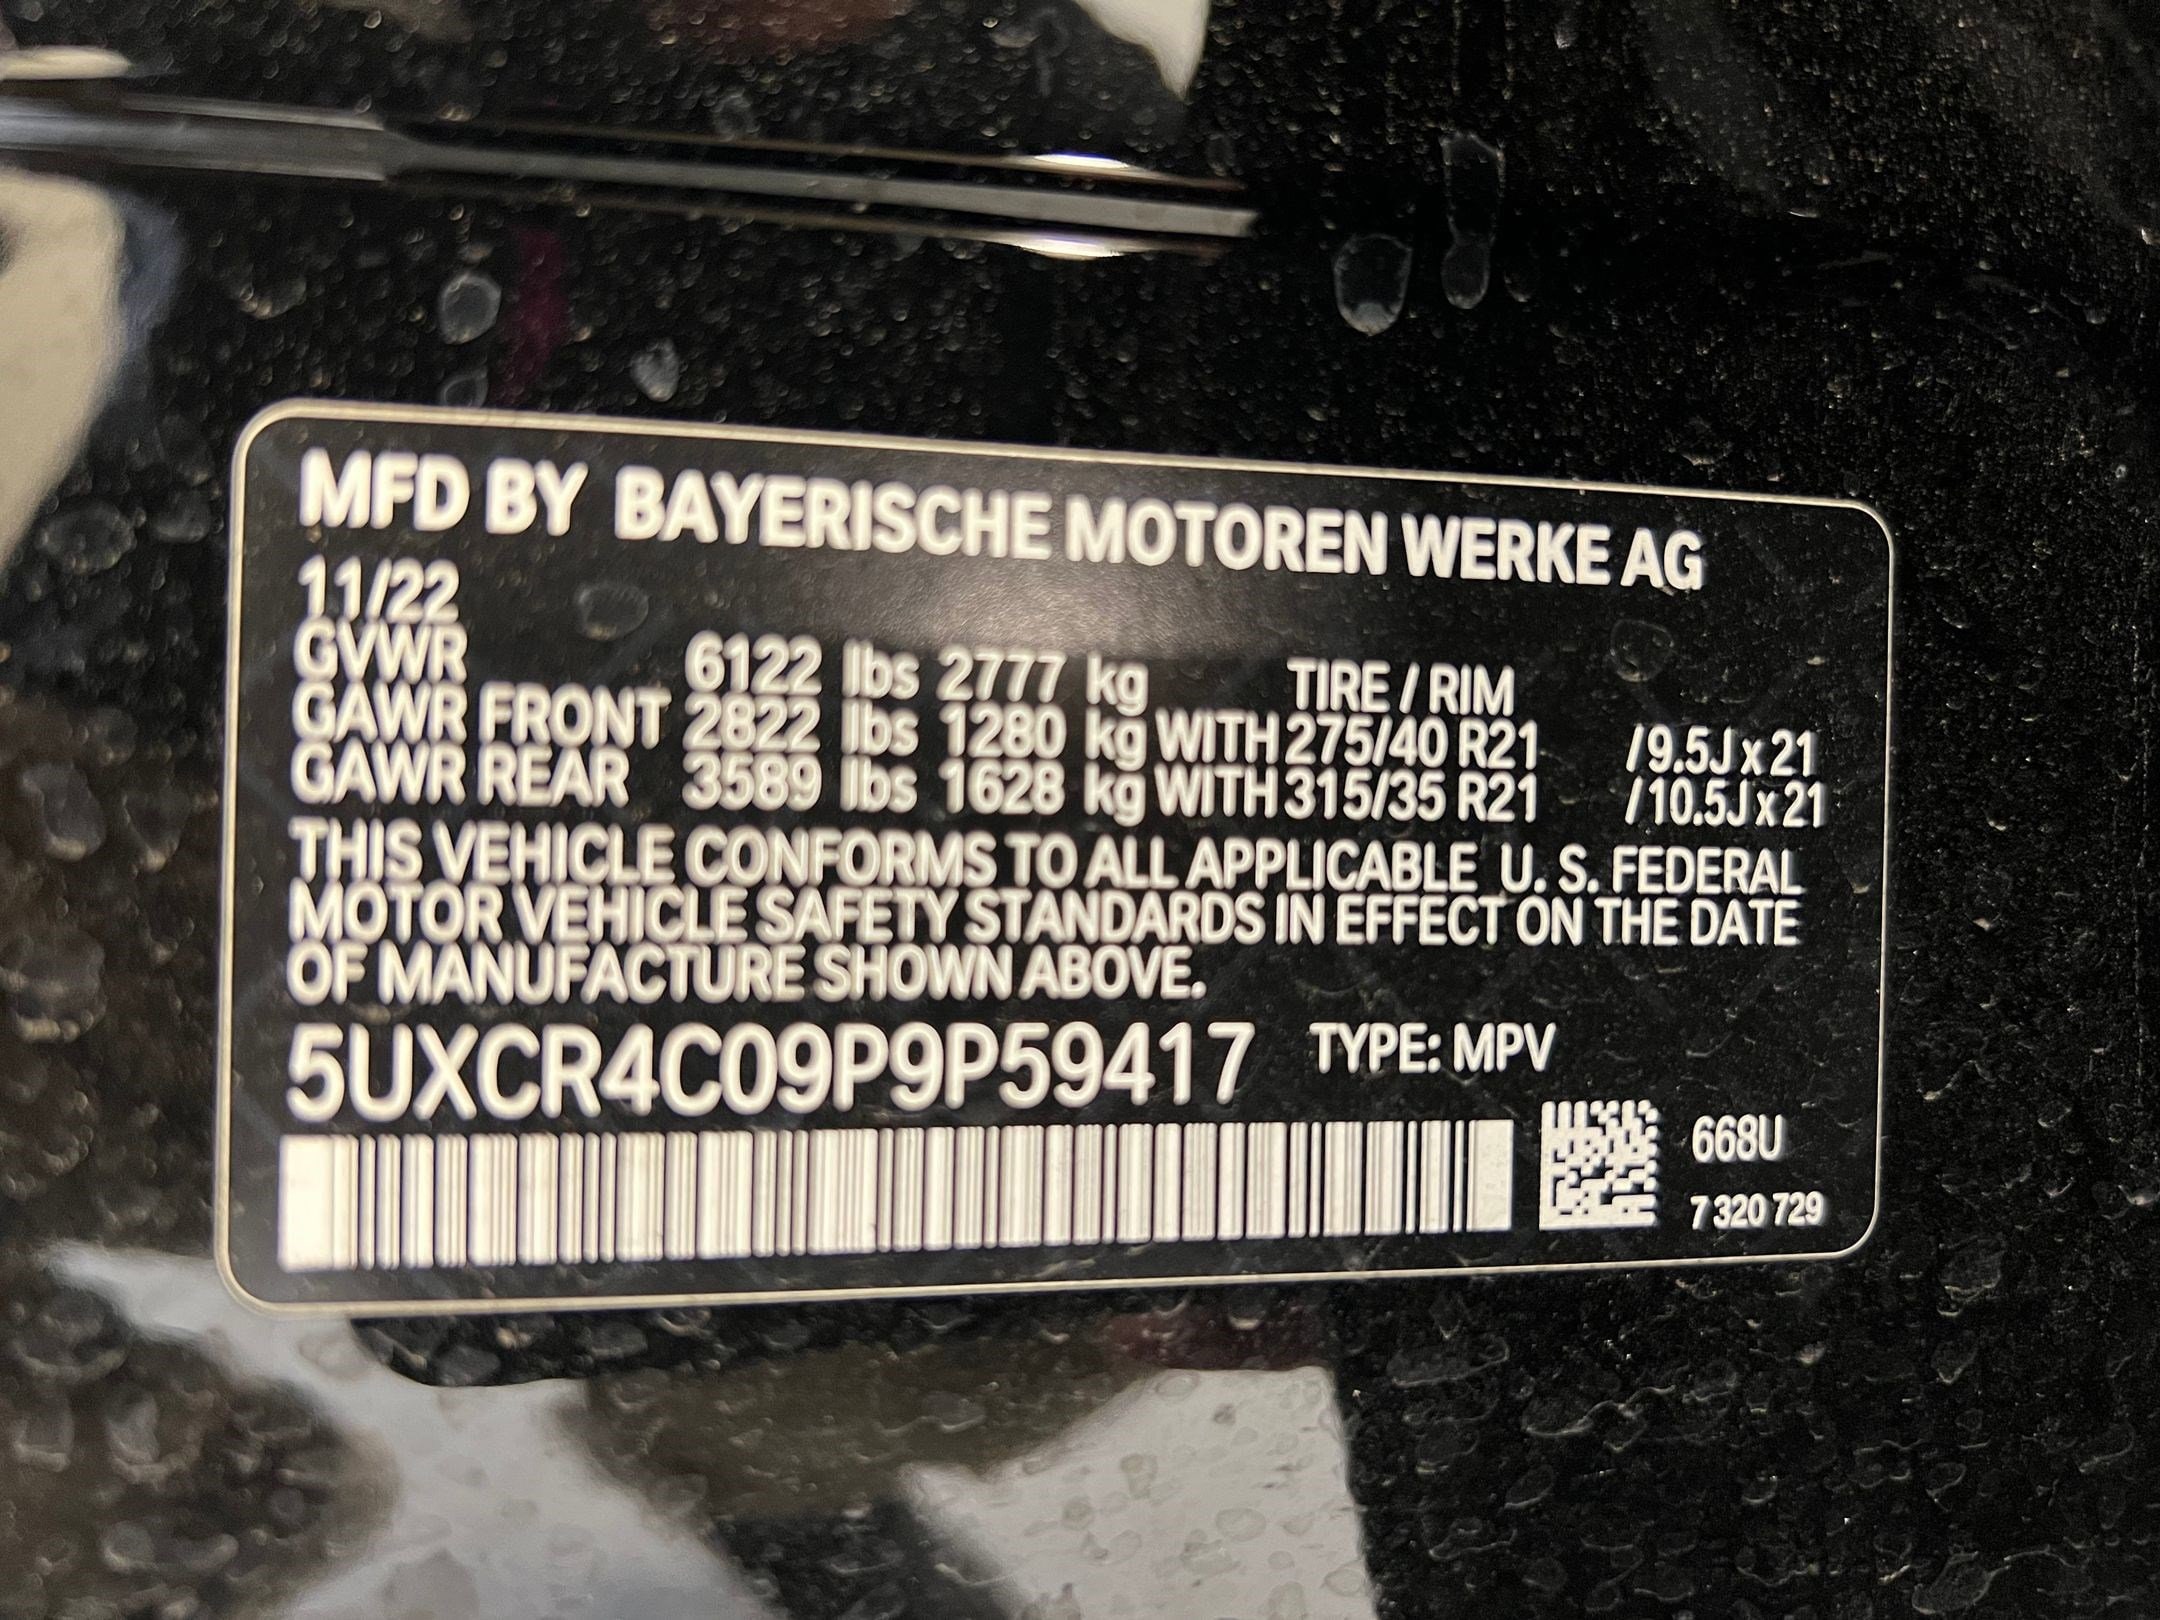 MFD BY BAYERISCHE MOTOREN WERKE AG
11/22
GVWR 6122 lbs 2777 kg TIRE / RIM
GAWR FRONT 2822 lbs 1280 kg WITH 275/40 R21 /9.5J x 21
GAWR REAR 3589 lbs 1628 kg WITH 315/35 R21 /10.5J x 21
THIS VEHICLE CONFORMS TO ALL APPLICABLE U. S. FEDERAL
MOTOR VEHICLE SAFETY STANDARDS IN EFFECT ON THE DATE
OF MANUFACTURE SHOWN ABOVE.
5UXCR4C09P9P59417 TYPE: MPV
668U
7 320 729